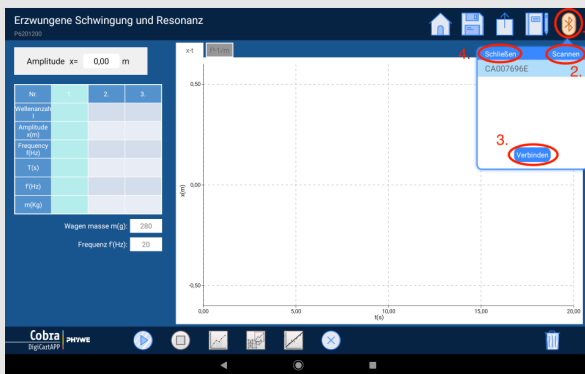 Erzwungene Schwingung und Resonanz
P6201200
Amplitude x= 0,00 m
x-t
F-1/m
Schließen
Scannen
CA007696E
4.
2.
3.
Verbinden
Nr. 1. 2. 3.
Wellenanzah
l
Amplitude
x(m)
Frequency
f(Hz)
T(s)
f'(Hz)
m(Kg)
Wagen masse m(g): 280
Frequenz f'(Hz): 20
x(m)
0,50
0,00
-0,50
0,00 5,00 10,00 15,00 20,00
t(s)
Cobra
DigiCartAPP
PHYWE